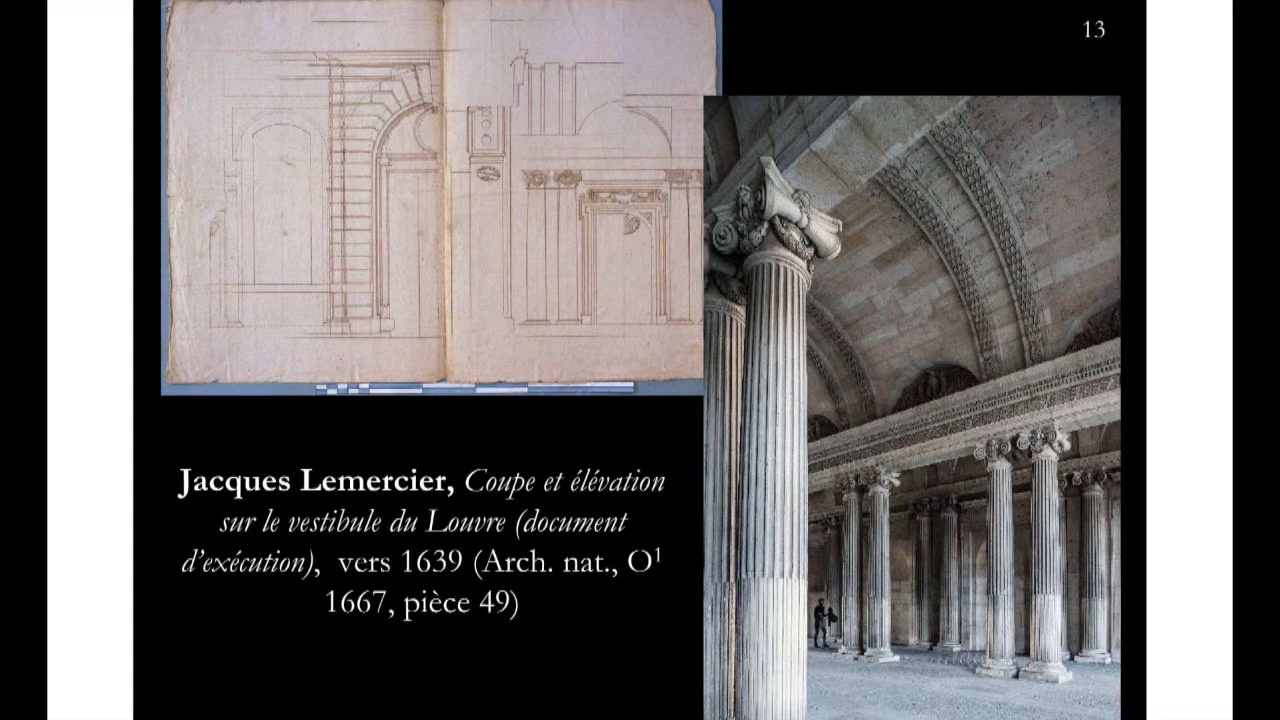 13
Jacques Lemercier, Coupe et élévation
sur le vestibule du Louvre (document
d'exécution), vers 1639 (Arch. nat., O¹
1667, pièce 49)